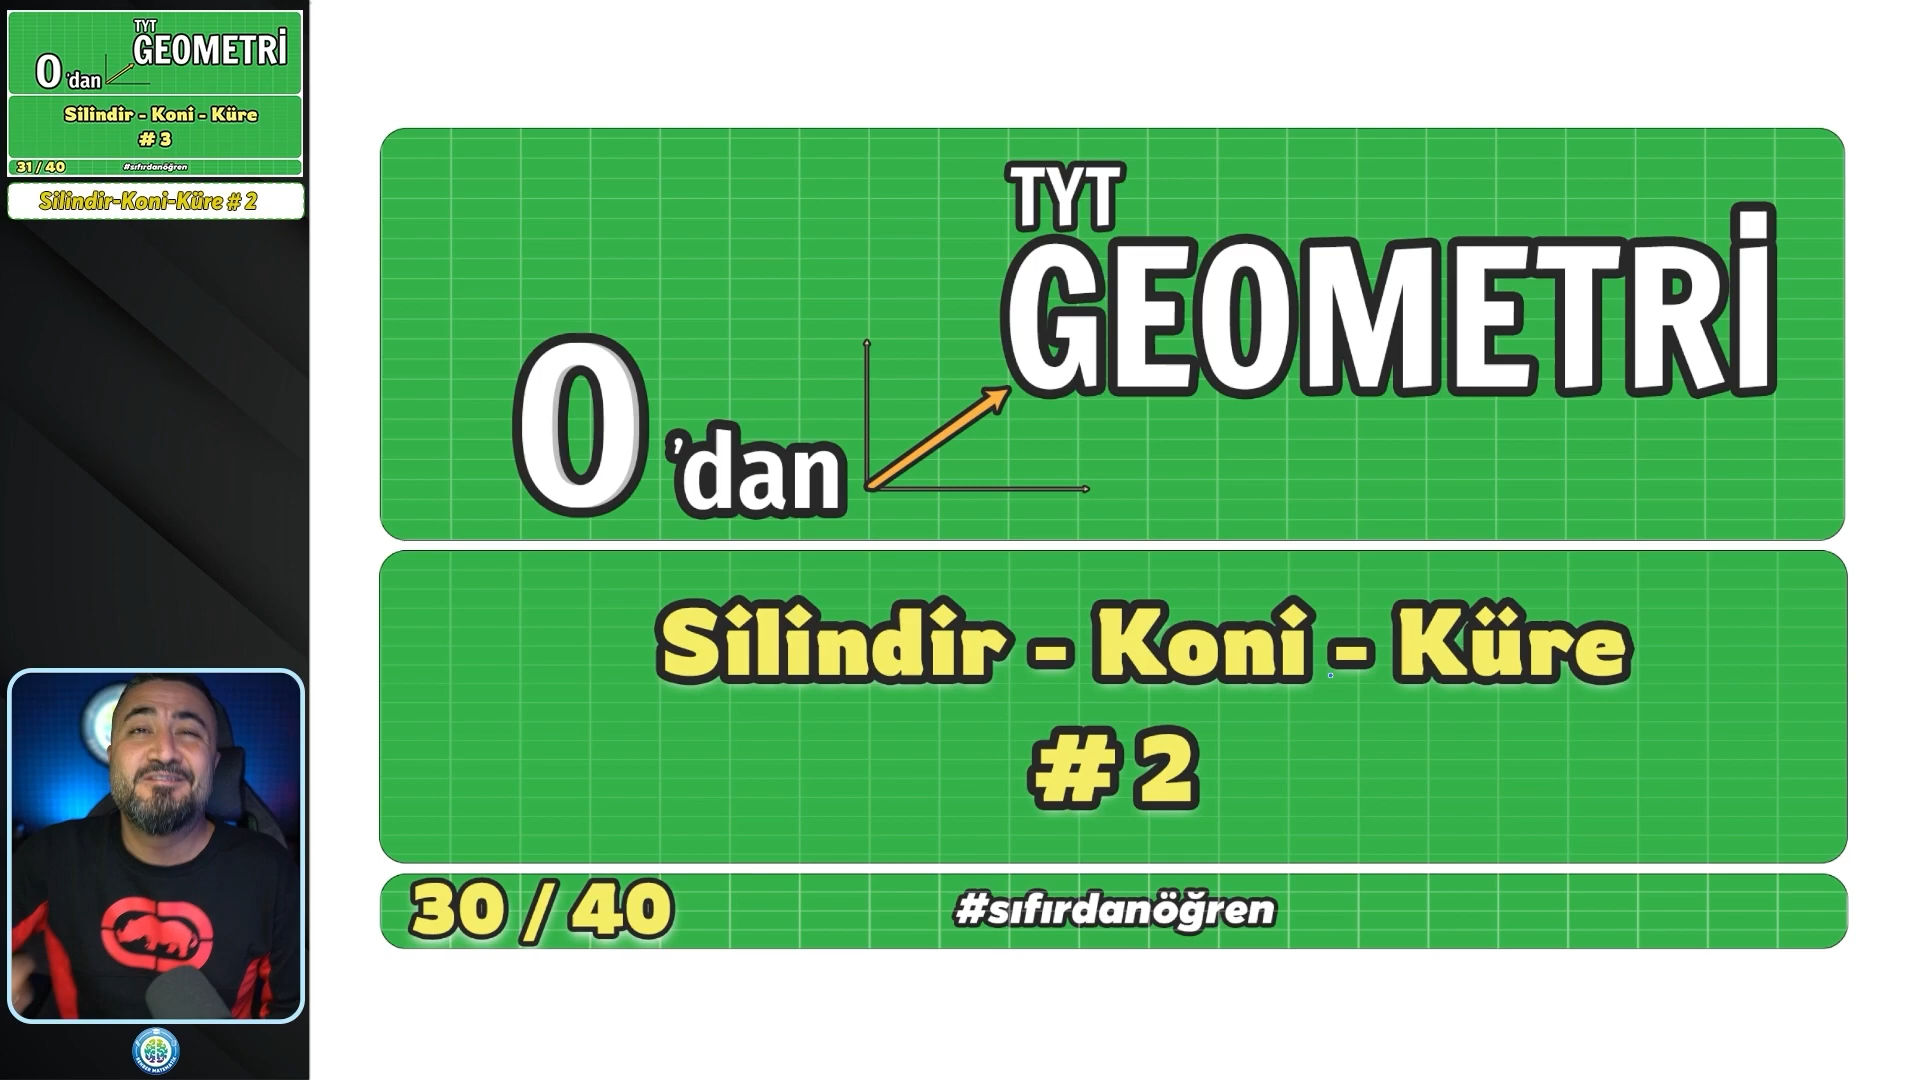 TYT
GEOMETRİ
0'dan
Silindir - Koni - Küre
# 3
31 / 40
#sıfırdanöğren
Silindir-Koni-Küre # 2
TYT
GEOMETRİ
0'dan
Silindir - Koni - Küre
# 2
30 / 40
#sıfırdanöğren